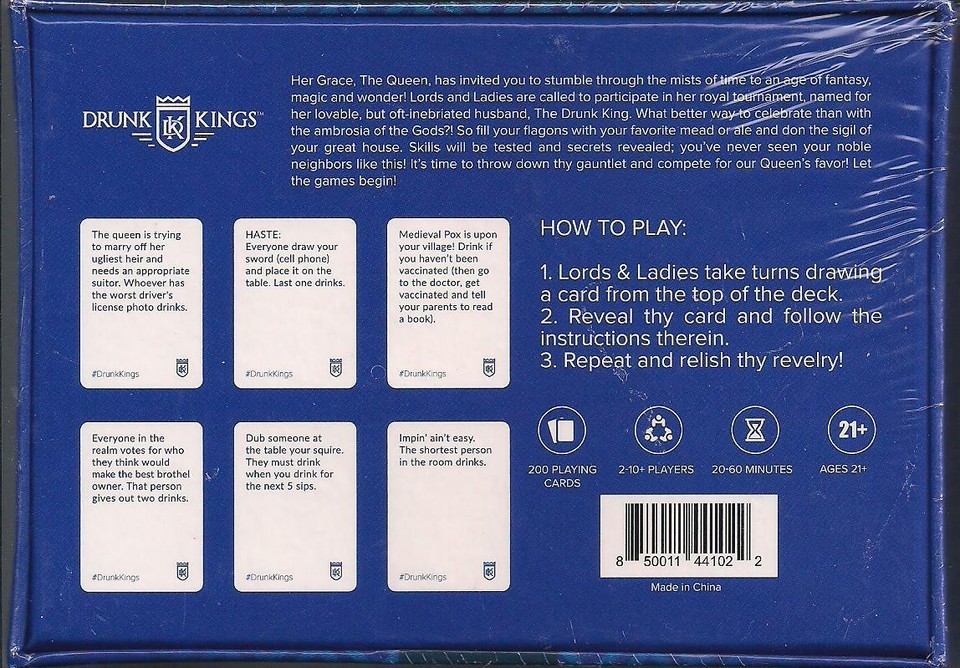 DRUNK DK KINGS™
Her Grace, The Queen, has invited you to stumble through the mists of time to an age of fantasy,
magic and wonder! Lords and Ladies are called to participate in her royal tournament, named for
her lovable, but oft-inebriated husband, The Drunk King. What better way to celebrate than with
the ambrosia of the Gods?! So fill your flagons with your favorite mead or ale and don the sigil of
your great house. Skills will be tested and secrets revealed; you've never seen your noble
neighbors like this! It's time to throw down thy gauntlet and compete for our Queen's favor! Let
the games begin!
The queen is trying
to marry off her
ugliest heir and
needs an appropriate
suitor. Whoever has
the worst driver's
license photo drinks.
#DrunkKings
HASTE:
Everyone draw your
sword (cell phone)
and place it on the
table. Last one drinks.
#DrunkKings
Medieval Pox is upon
your village! Drink if
you haven't been
vaccinated (then go
to the doctor, get
vaccinated and tell
your parents to read
a book).
#DrunkKings
Everyone in the
realm votes for who
they think would
make the best brothel
owner. That person
gives out two drinks.
#DrunkKings
Dub someone at
the table your squire.
They must drink
when you drink for
the next 5 sips.
#DrunkKings
Impin' ain't easy.
The shortest person
in the room drinks.
#DrunkKings
HOW TO PLAY:
1. Lords & Ladies take turns drawing
a card from the top of the deck.
2. Reveal thy card and follow the
instructions therein.
3. Repeat and relish thy revelry!
200 PLAYING
CARDS
2-10+ PLAYERS
20-60 MINUTES
21+
AGES 21+
8 50011 44102 2
Made in China